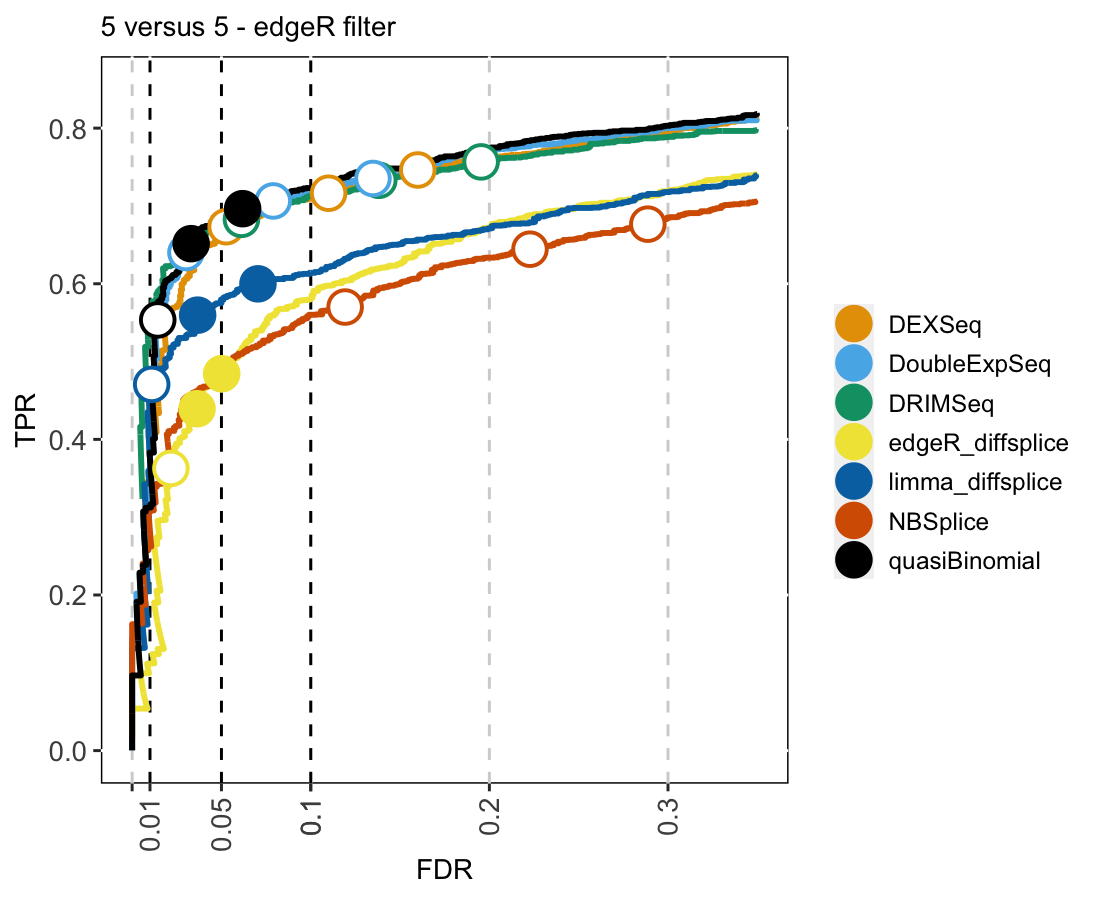 5 versus 5 - edgeR filter
TPR
0.8
0.6
0.4
0.2
0.0
0.01
0.05
0.1
0.2
0.3
FDR
DEXSeq
DoubleExpSeq
DRIMSeq
edgeR_diffsplice
limma_diffsplice
NBSplice
quasiBinomial